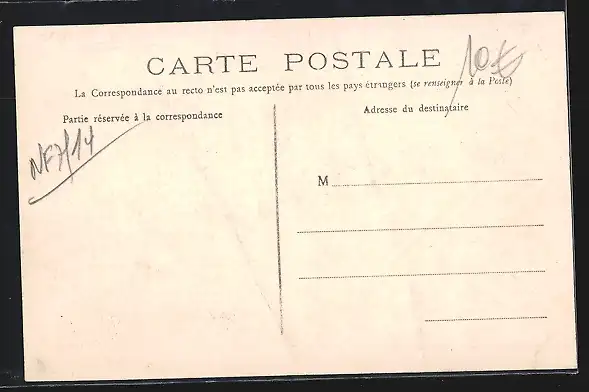 CARTE POSTALE
10€
La Correspondance au recto n'est pas acceptée par tous les pays étrangers (se renseigner à la Poste)
Partie réservée à la correspondance
Adresse du destinataire
M